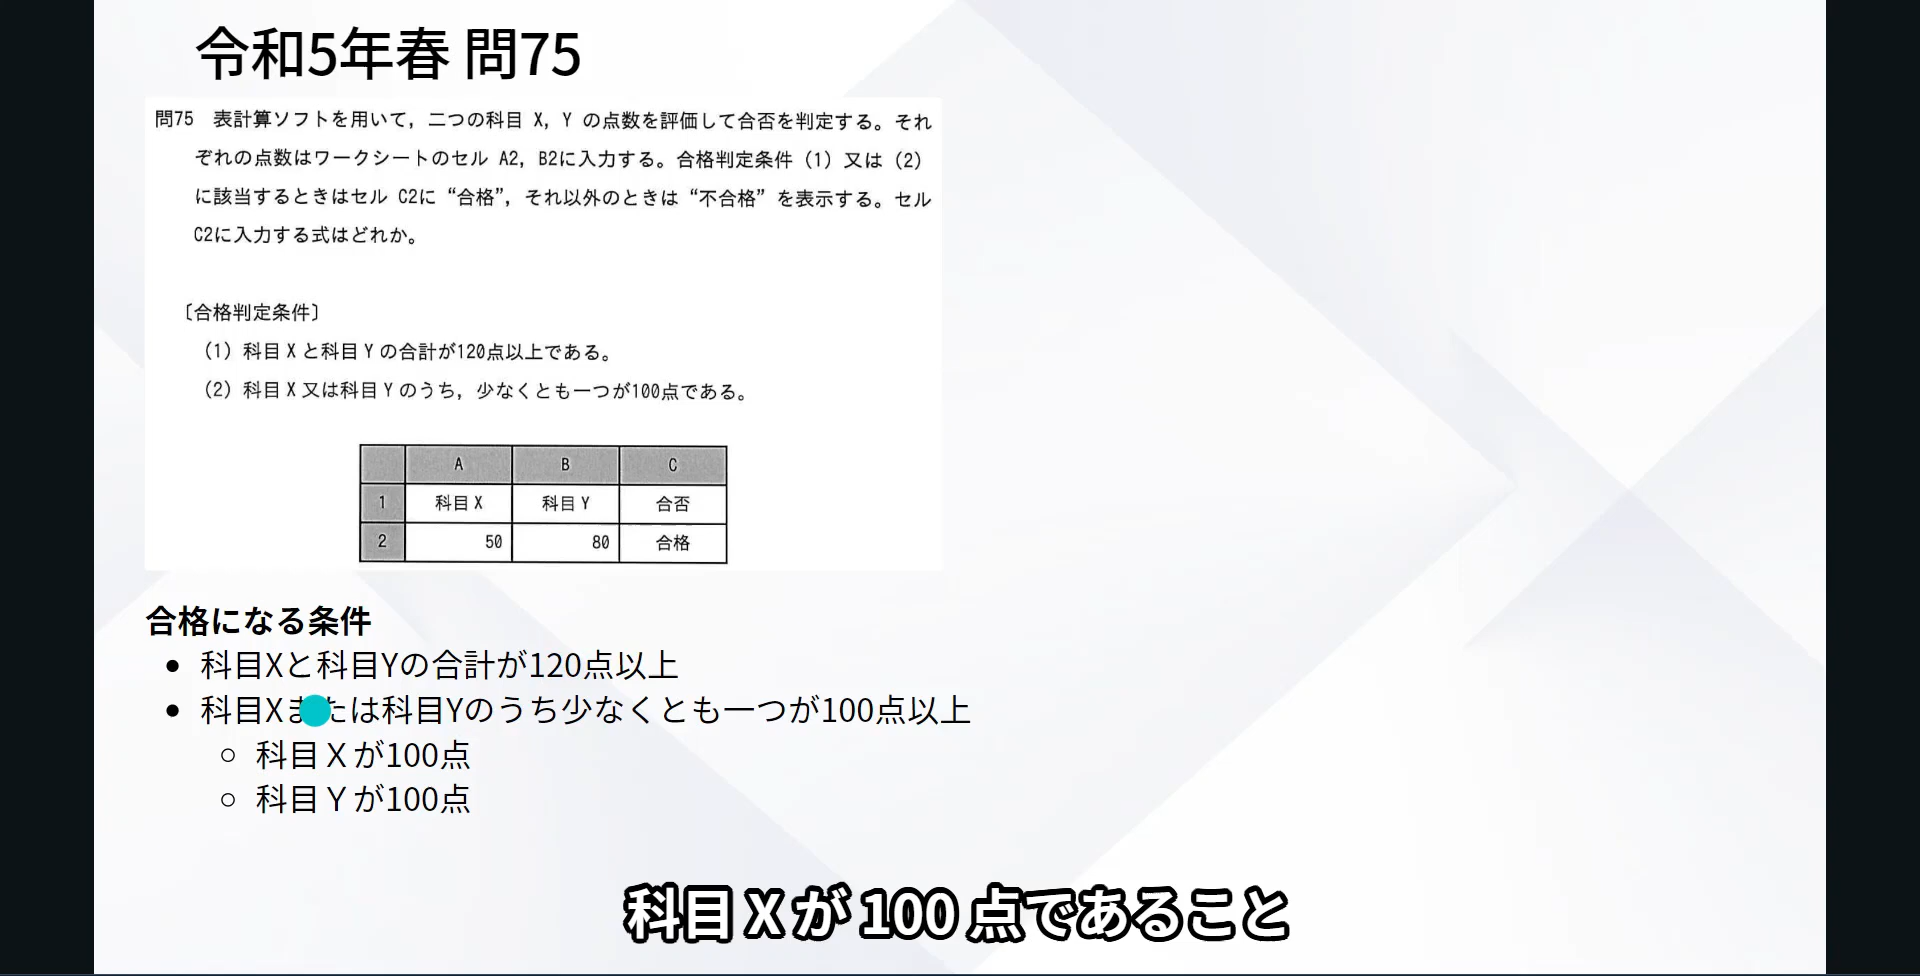 令和5年春 問75
問75 表計算ソフトを用いて，二つの科目 X，Y の点数を評価して合否を判定する。それ
ぞれの点数はワークシートのセル A2，B2に入力する。合格判定条件（1）又は（2）
に該当するときはセル C2に“合格”，それ以外のときは“不合格”を表示する。セル
C2に入力する式はどれか。
〔合格判定条件〕
（1）科目 X と科目 Y の合計が120点以上である。
（2）科目 X 又は科目 Y のうち，少なくとも一つが100点である。
A B C
1 科目 X 科目 Y 合否
2 50 80 合格
合格になる条件
• 科目Xと科目Yの合計が120点以上
• 科目Xまたは科目Yのうち少なくとも一つが100点以上
○ 科目Ｘが100点
○ 科目Ｙが100点
科目 X が 100 点であること